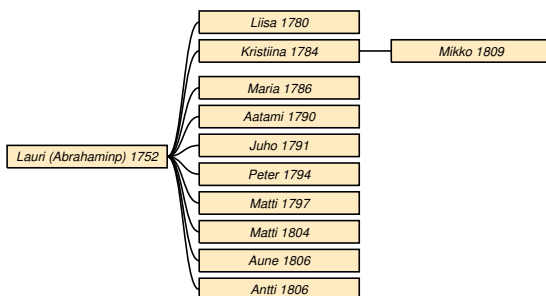 Liisa 1780
Kristiina 1784
Mikko 1809
Maria 1786
Aatami 1790
Juho 1791
Lauri (Abrahaminp) 1752
Peter 1794
Matti 1797
Matti 1804
Aune 1806
Antti 1806